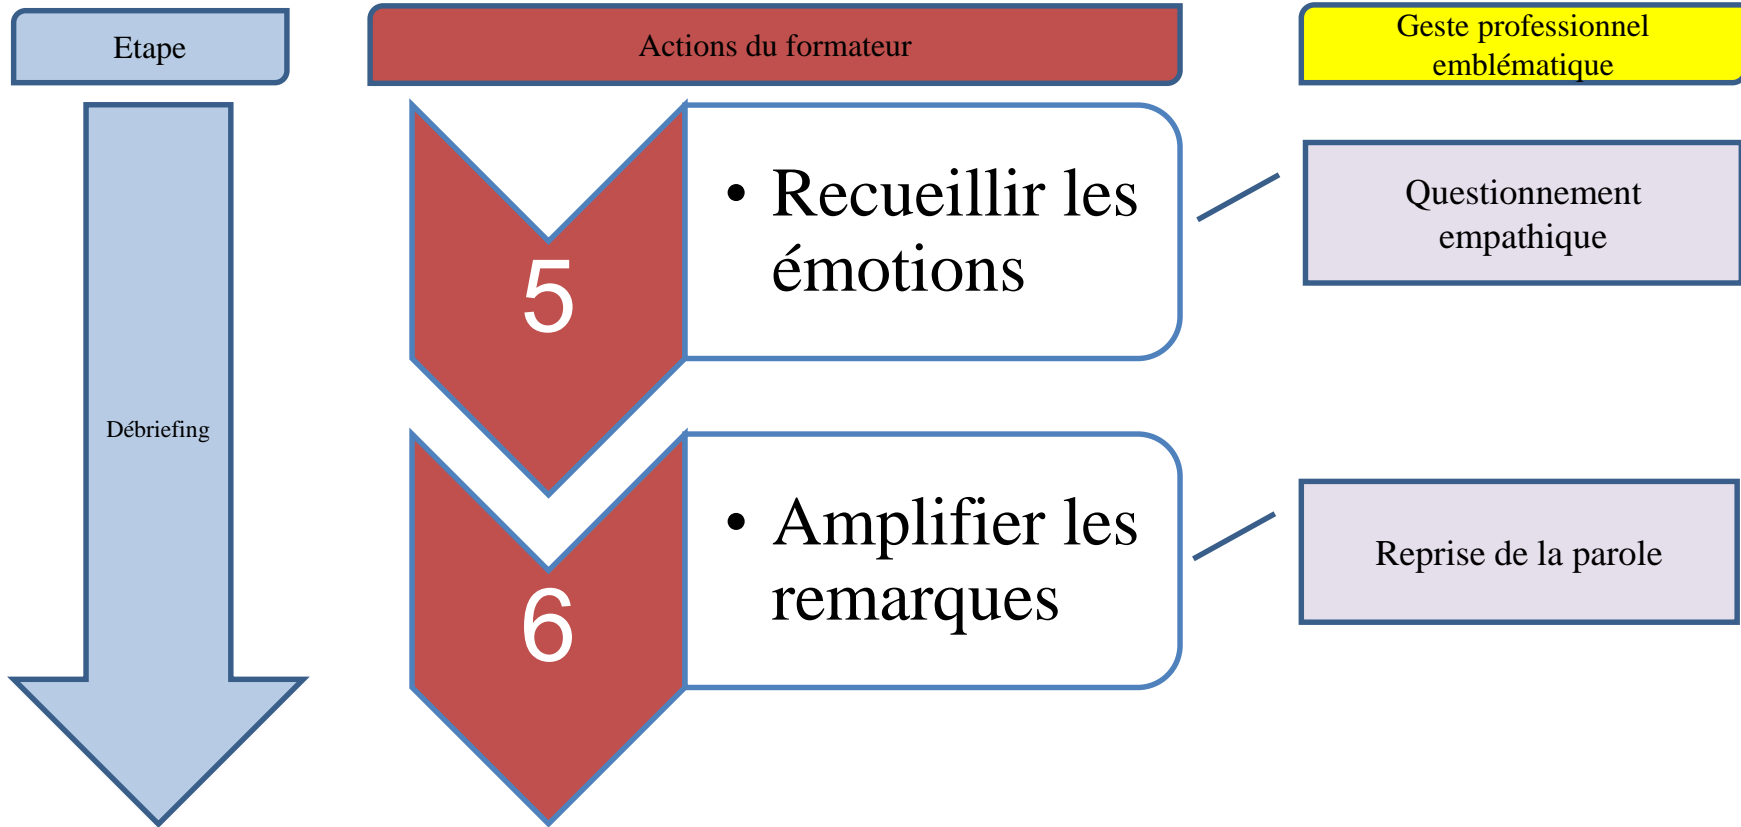 Etape
Actions du formateur
Geste professionnel
emblématique
Débriefing
5
• Recueillir les
émotions
Questionnement
empathique
6
• Amplifier les
remarques
Reprise de la parole